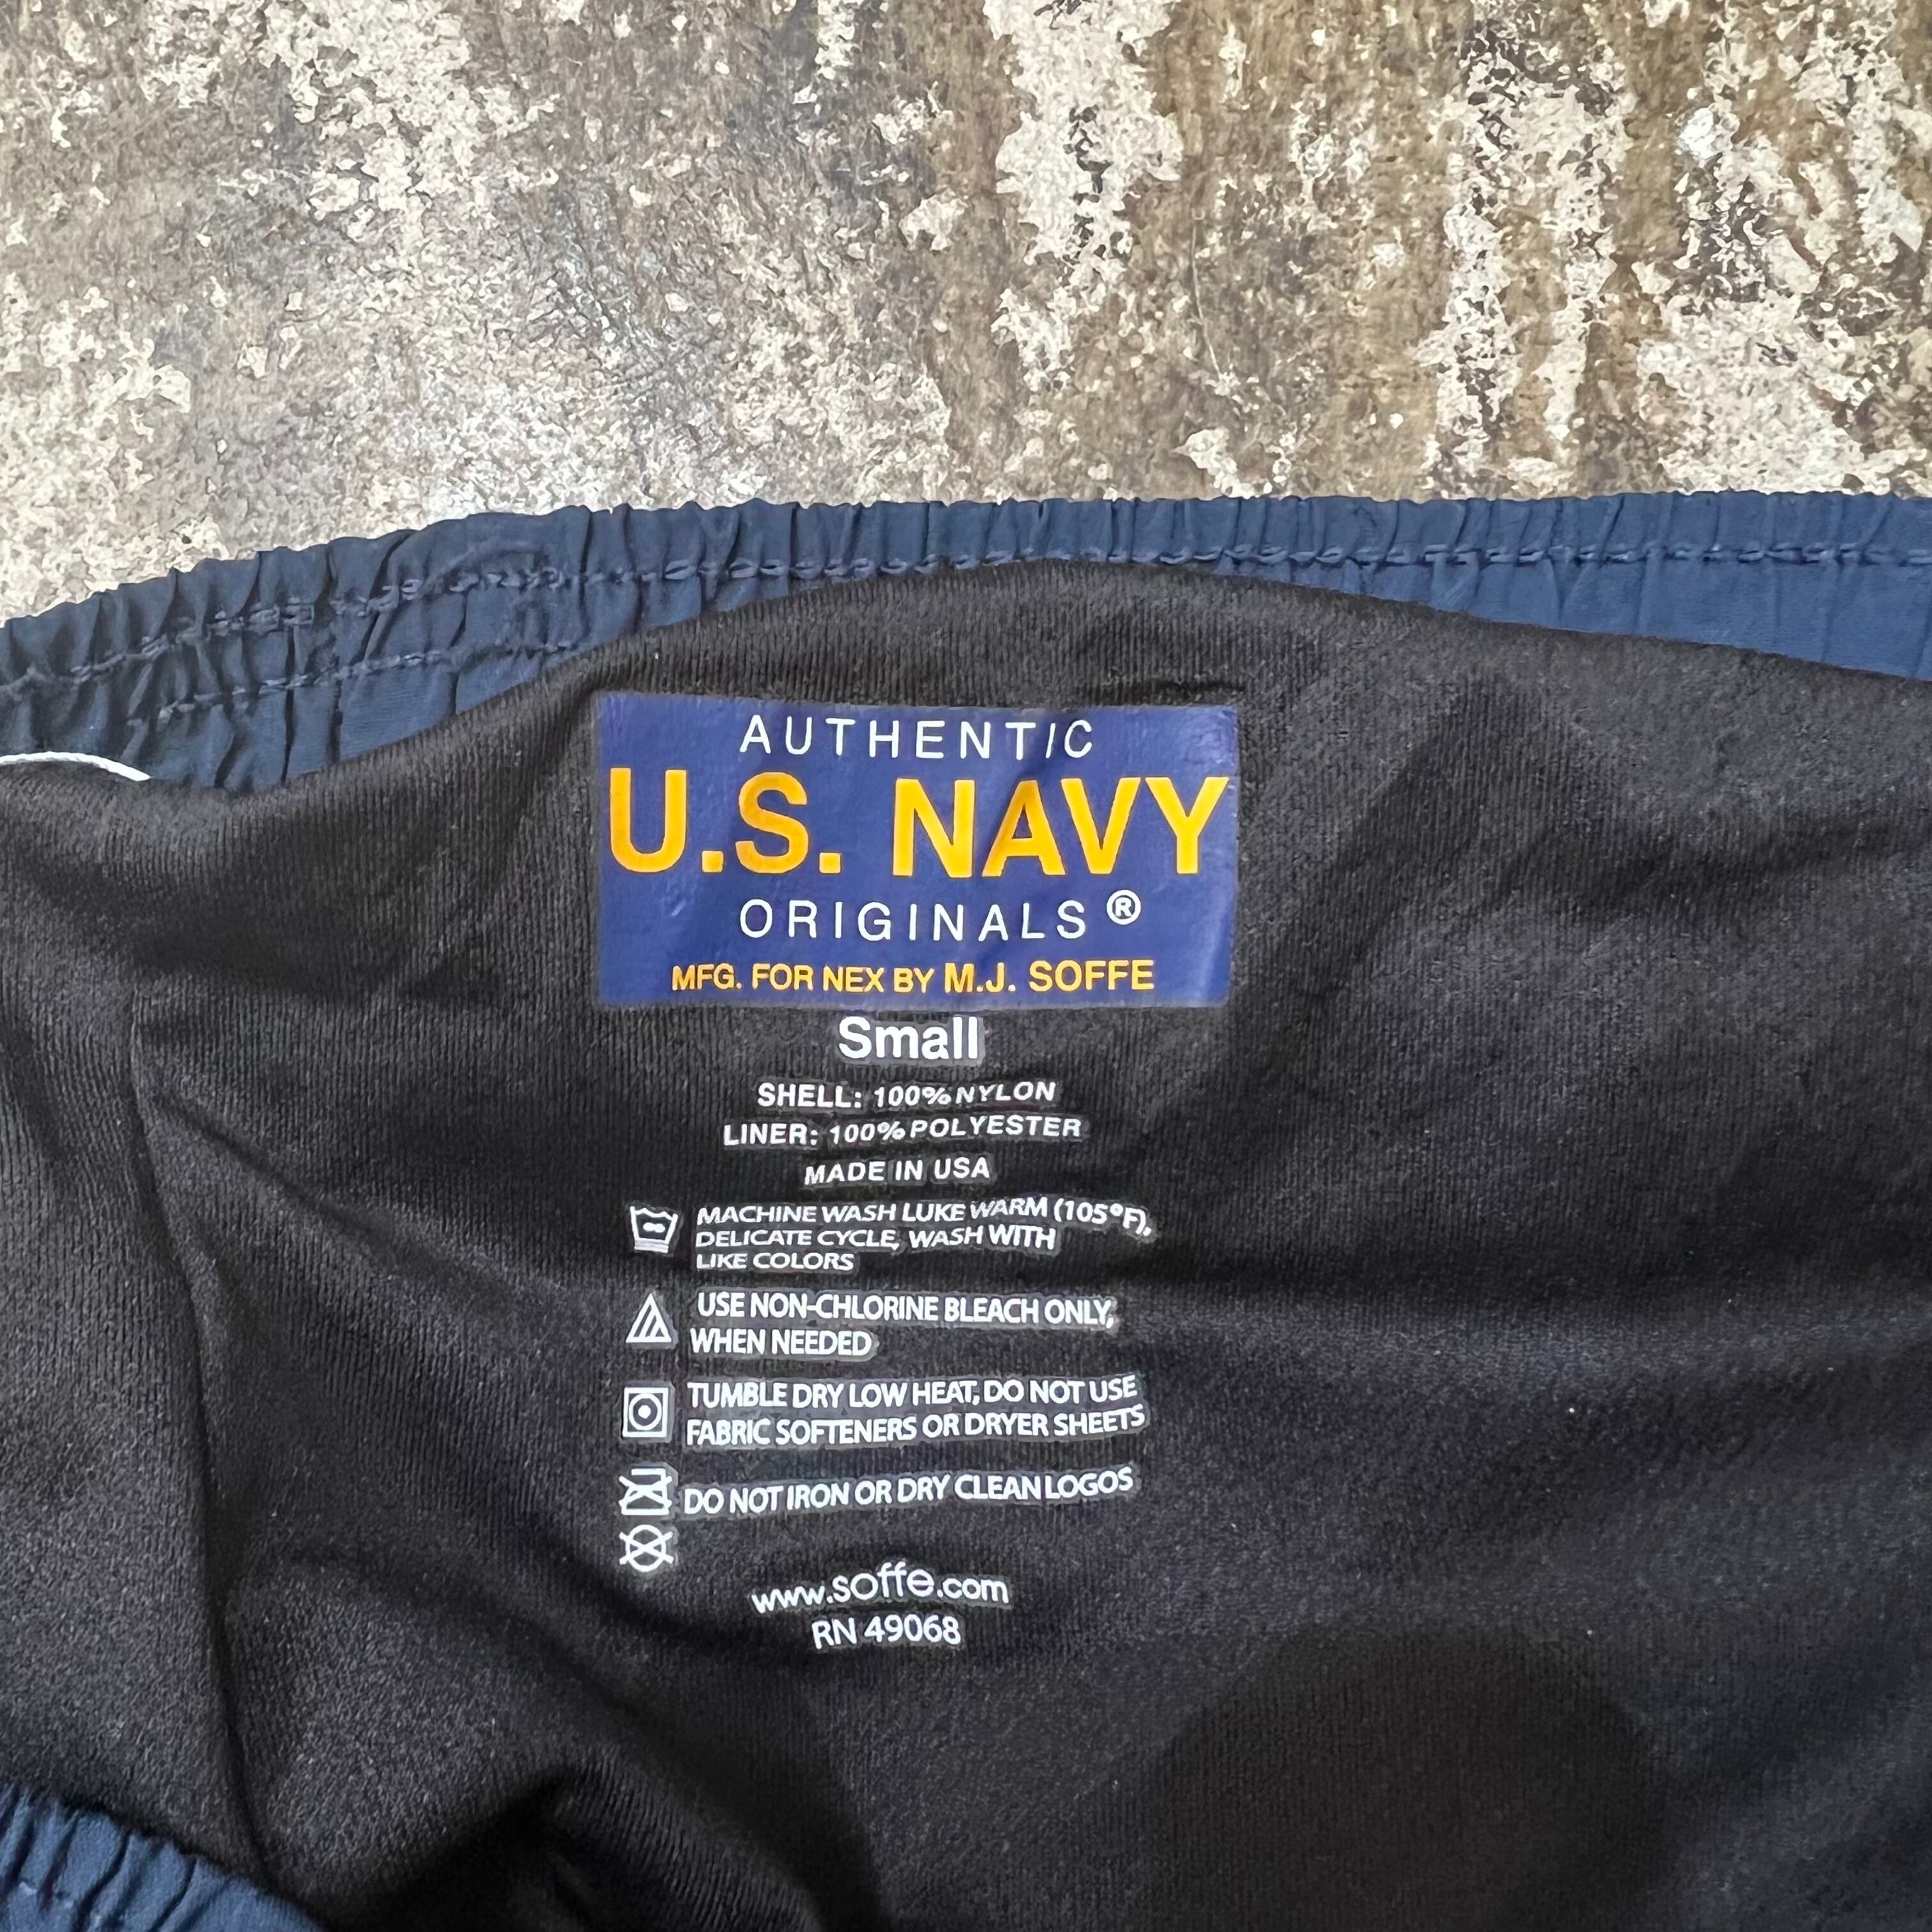 AUTHENTIC
U.S. NAVY
ORIGINALS®
MFG. FOR NEX BY M.J. SOFFE
Small
SHELL: 100% NYLON
LINER: 100% POLYESTER
MADE IN USA
MACHINE WASH LUKE WARM (105°F),
DELICATE CYCLE, WASH WITH
LIKE COLORS
USE NON-CHLORINE BLEACH ONLY,
WHEN NEEDED
TUMBLE DRY LOW HEAT, DO NOT USE
FABRIC SOFTENERS OR DRYER SHEETS
DO NOT IRON OR DRY CLEAN LOGOS
www.soffe.com
RN 49068